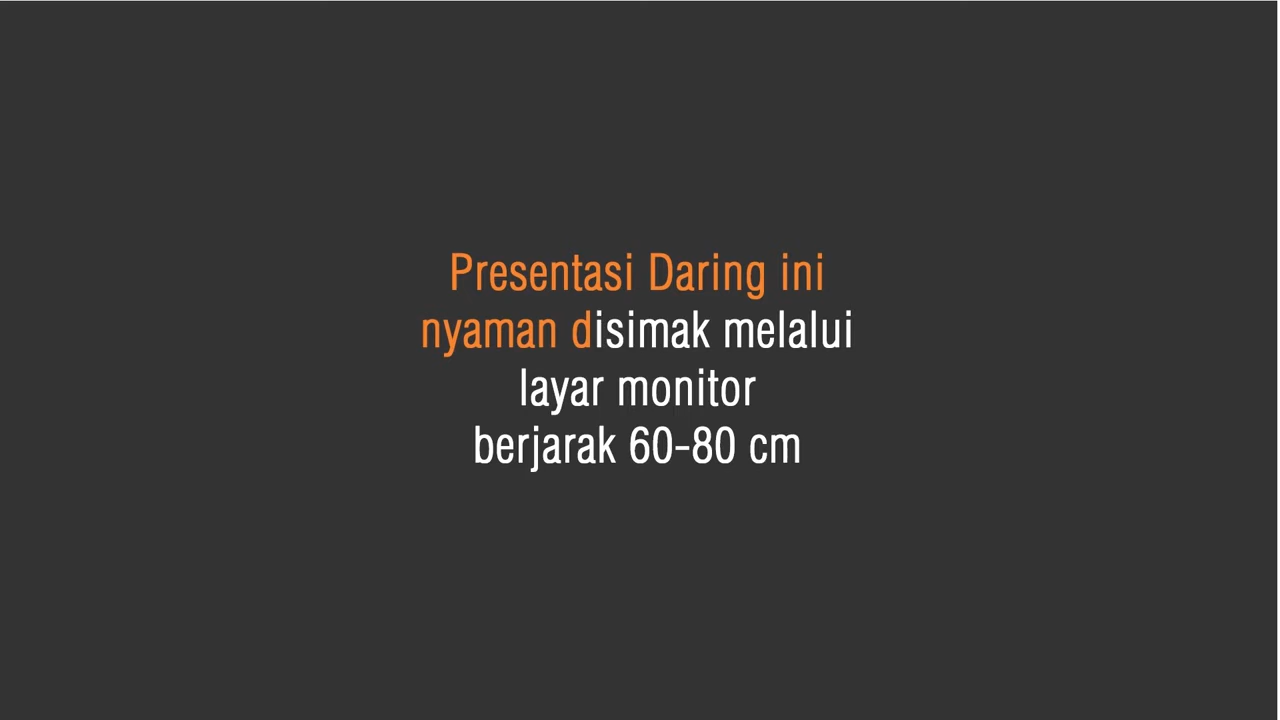 Presentasi Daring ini
nyaman disimak melalui
layar monitor
berjarak 60-80 cm